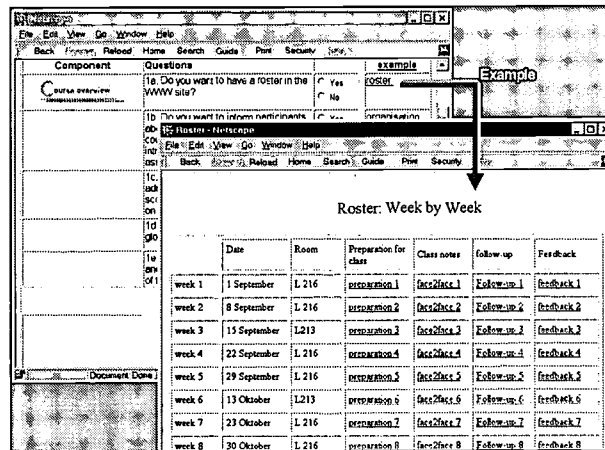 Netscape
File Edit View Go Window Help
Back Reload Home Search Guide Print Security
Component Questions example
Course overview 1a. Do you want to have a roster in the WWW site? Yes No roster
Example
1b. Do you want to inform participants Yes organisation
1c.
1d
1e
Document Done
Roster - Netscape
File Edit View Go Window Help
Back Reload Home Search Guide Print Security
Roster: Week by Week
Date Room Preparation for class Class notes follow-up Feedback
week 1 1 September L 216 preparation 1 face2face 1 Follow-up 1 feedback 1
week 2 8 September L 216 preparation 2 face2face 2 Follow-up 2 feedback 2
week 3 15 September L213 preparation 3 face2face 3 Follow-up 3 feedback 3
week 4 22 September L 216 preparation 4 face2face 4 Follow-up 4 feedback 4
week 5 29 September L 216 preparation 5 face2face 5 Follow-up 5 feedback 5
week 6 13 Oktober L213 preparation 6 face2face 6 Follow-up 6 feedback 6
week 7 23 Oktober L 216 preparation 7 face2face 7 Follow-up 7 feedback 7
week 8 30 Oktober L 216 preparation 8 face2face 8 Follow-up 8 feedback 8